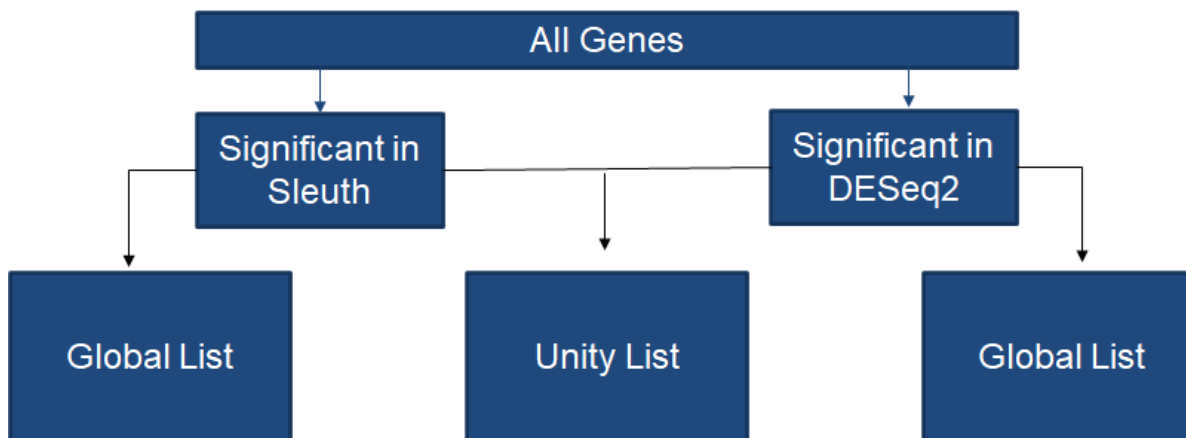 All Genes
Significant in
Sleuth
Significant in
DESeq2
Global List
Unity List
Global List